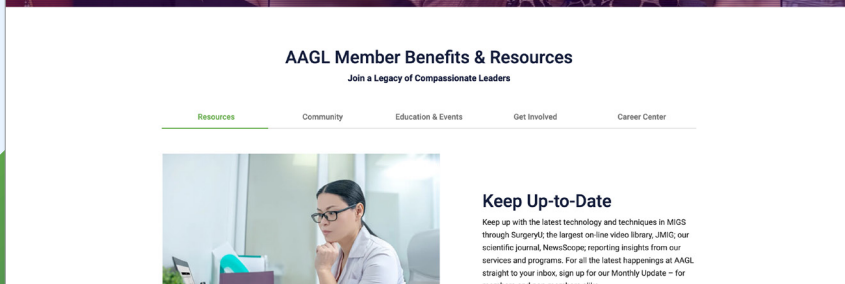 AAGL Member Benefits & Resources
Join a Legacy of Compassionate Leaders
Resources Community Education & Events Get Involved Career Center
Keep Up-to-Date
Keep up with the latest technology and techniques in MIGS
through SurgeryU; the largest on-line video library, JMIG; our
scientific journal, NewsScope; reporting insights from our
services and programs. For all the latest happenings at AAGL
straight to your inbox, sign up for our Monthly Update – for